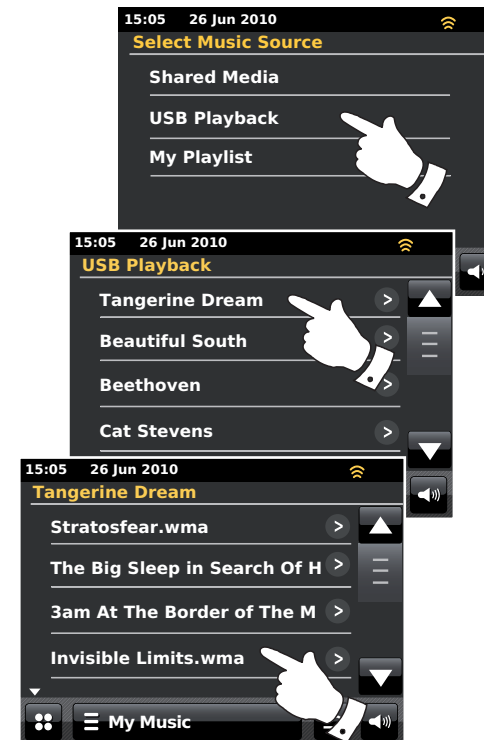 15:05 26 Jun 2010
Select Music Source
Shared Media
USB Playback
My Playlist
15:05 26 Jun 2010
USB Playback
Tangerine Dream >
Beautiful South >
Beethoven >
Cat Stevens >
15:05 26 Jun 2010
Tangerine Dream
Stratosfear.wma >
The Big Sleep in Search Of H >
3am At The Border of The M >
Invisible Limits.wma >
My Music